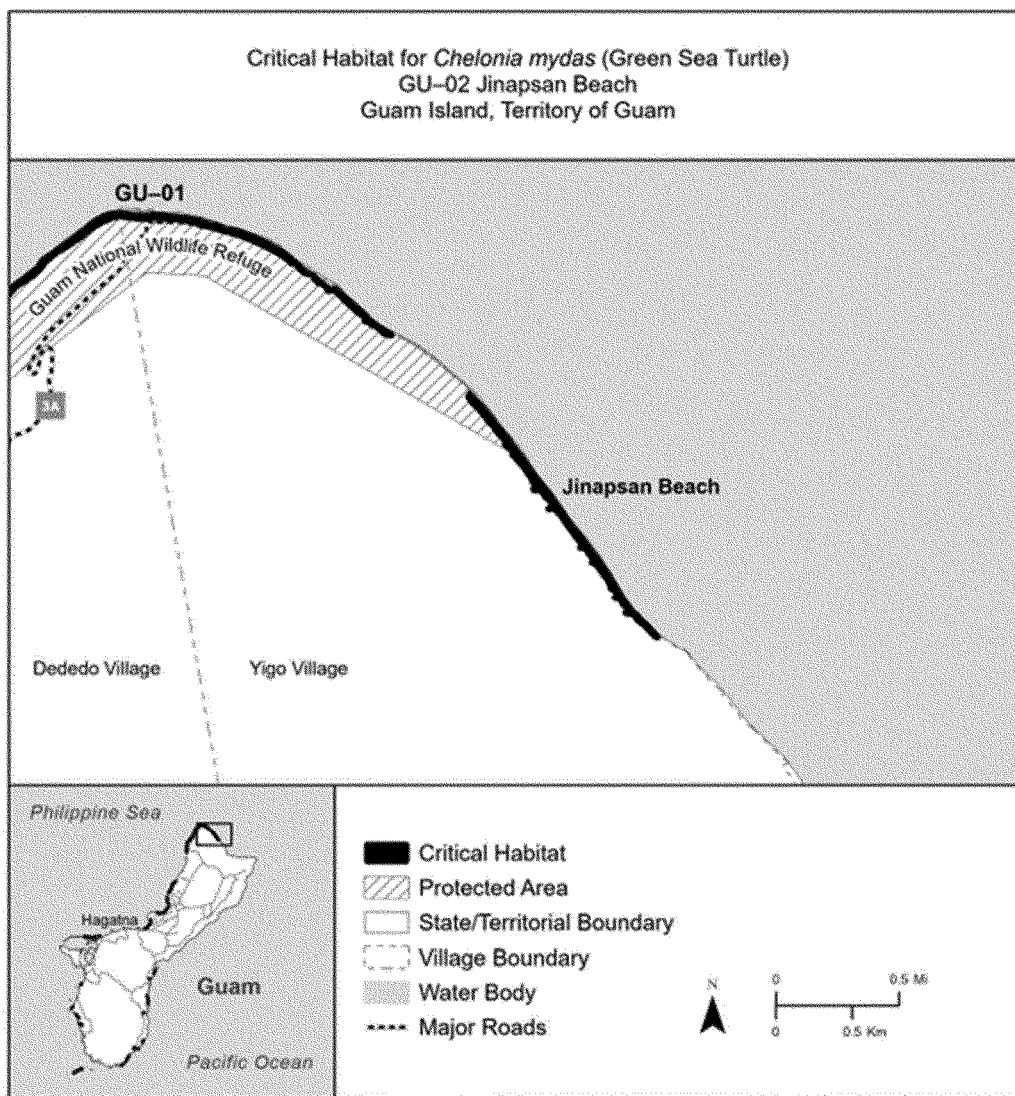 Critical Habitat for Chelonia mydas (Green Sea Turtle)
GU–02 Jinapsan Beach
Guam Island, Territory of Guam
GU–01
Guam National Wildlife Refuge
3A
Jinapsan Beach
Dededo Village
Yigo Village
Philippine Sea
Hagatna
Guam
Pacific Ocean
Critical Habitat
Protected Area
State/Territorial Boundary
Village Boundary
Water Body
Major Roads
N
0 0.5 Mi
0 0.5 Km